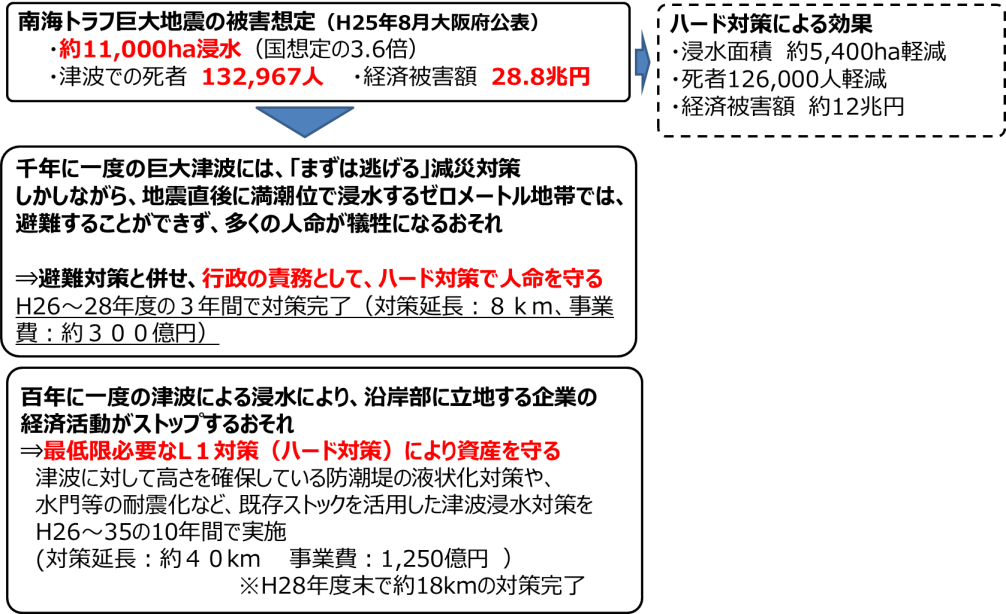 南海トラフ巨大地震の被害想定（H25年8月大阪府公表）
・約11,000ha浸水（国想定の3.6倍）
・津波での死者 132,967人　・経済被害額 28.8兆円
ハード対策による効果
・浸水面積 約5,400ha軽減
・死者126,000人軽減
・経済被害額 約12兆円
千年に一度の巨大津波には、「まずは逃げる」減災対策
しかしながら、地震直後に満潮位で浸水するゼロメートル地帯では、
避難することができず、多くの人命が犠牲になるおそれ
⇒避難対策と併せ、行政の責務として、ハード対策で人命を守る
H26～28年度の３年間で対策完了（対策延長：８ｋｍ、事業
費：約３００億円）
百年に一度の津波による浸水により、沿岸部に立地する企業の
経済活動がストップするおそれ
⇒最低限必要なL１対策（ハード対策）により資産を守る
津波に対して高さを確保している防潮堤の液状化対策や、
水門等の耐震化など、既存ストックを活用した津波浸水対策を
H26～35の10年間で実施
(対策延長：約４０km　事業費：1,250億円 ）
※H28年度末で約18kmの対策完了